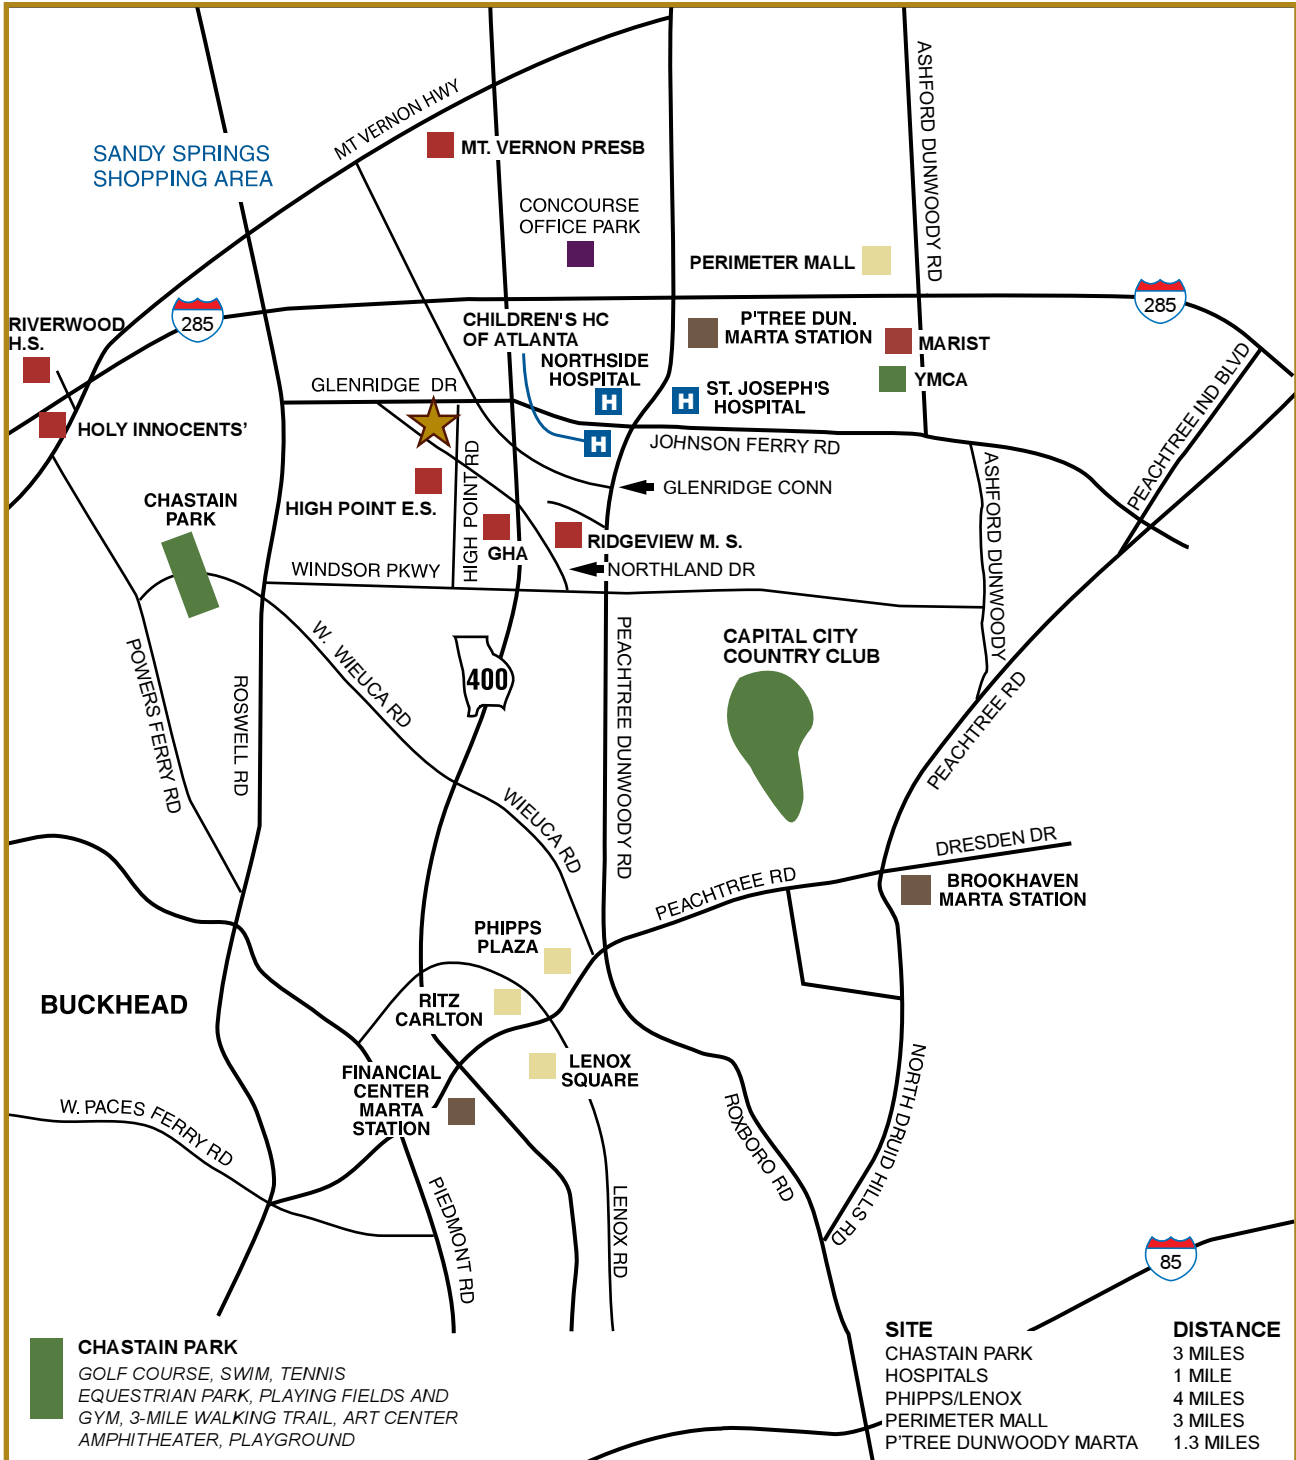 MT VERNON HWY
ASHFORD DUNWOODY RD
SANDY SPRINGS
SHOPPING AREA
MT. VERNON PRESB
CONCOURSE
OFFICE PARK
PERIMETER MALL
285
285
RIVERWOOD
H.S.
CHILDREN'S HC
OF ATLANTA
P'TREE DUN.
MARTA STATION
MARIST
YMCA
NORTHSIDE
HOSPITAL
H
H
ST. JOSEPH'S
HOSPITAL
H
GLENRIDGE DR
HOLY INNOCENTS'
JOHNSON FERRY RD
PEACHTREE IND BLVD
GLENRIDGE CONN
HIGH POINT RD
ASHFORD DUNWOODY
CHASTAIN
PARK
HIGH POINT E.S.
GHA
RIDGEVIEW M. S.
NORTHLAND DR
WINDSOR PKWY
W. WIEUCA RD
POWERS FERRY RD
ROSWELL RD
400
PEACHTREE DUNWOODY RD
CAPITAL CITY
COUNTRY CLUB
PEACHTREE RD
WIEUCA RD
DRESDEN DR
PEACHTREE RD
BROOKHAVEN
MARTA STATION
PHIPPS
PLAZA
BUCKHEAD
RITZ
CARLTON
LENOX
SQUARE
FINANCIAL
CENTER
MARTA
STATION
W. PACES FERRY RD
PIEDMONT RD
LENOX RD
ROXBORO RD
NORTH DRUID HILLS RD
85
CHASTAIN PARK
GOLF COURSE, SWIM, TENNIS
EQUESTRIAN PARK, PLAYING FIELDS AND
GYM, 3-MILE WALKING TRAIL, ART CENTER
AMPHITHEATER, PLAYGROUND
SITE DISTANCE
CHASTAIN PARK 3 MILES
HOSPITALS 1 MILE
PHIPPS/LENOX 4 MILES
PERIMETER MALL 3 MILES
P'TREE DUNWOODY MARTA 1.3 MILES